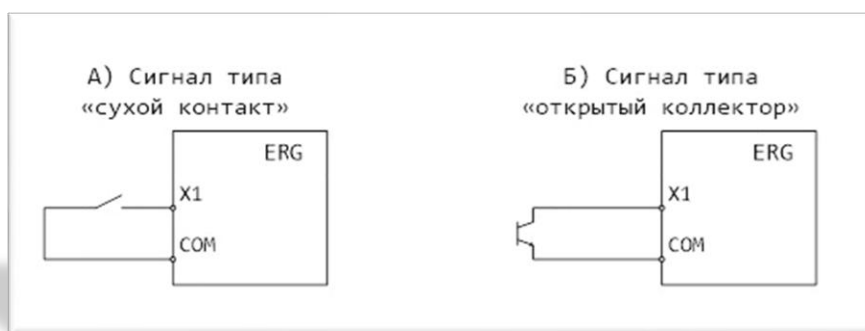 А) Сигнал типа
«сухой контакт»
ERG
X1
COM
Б) Сигнал типа
«открытый коллектор»
ERG
X1
COM